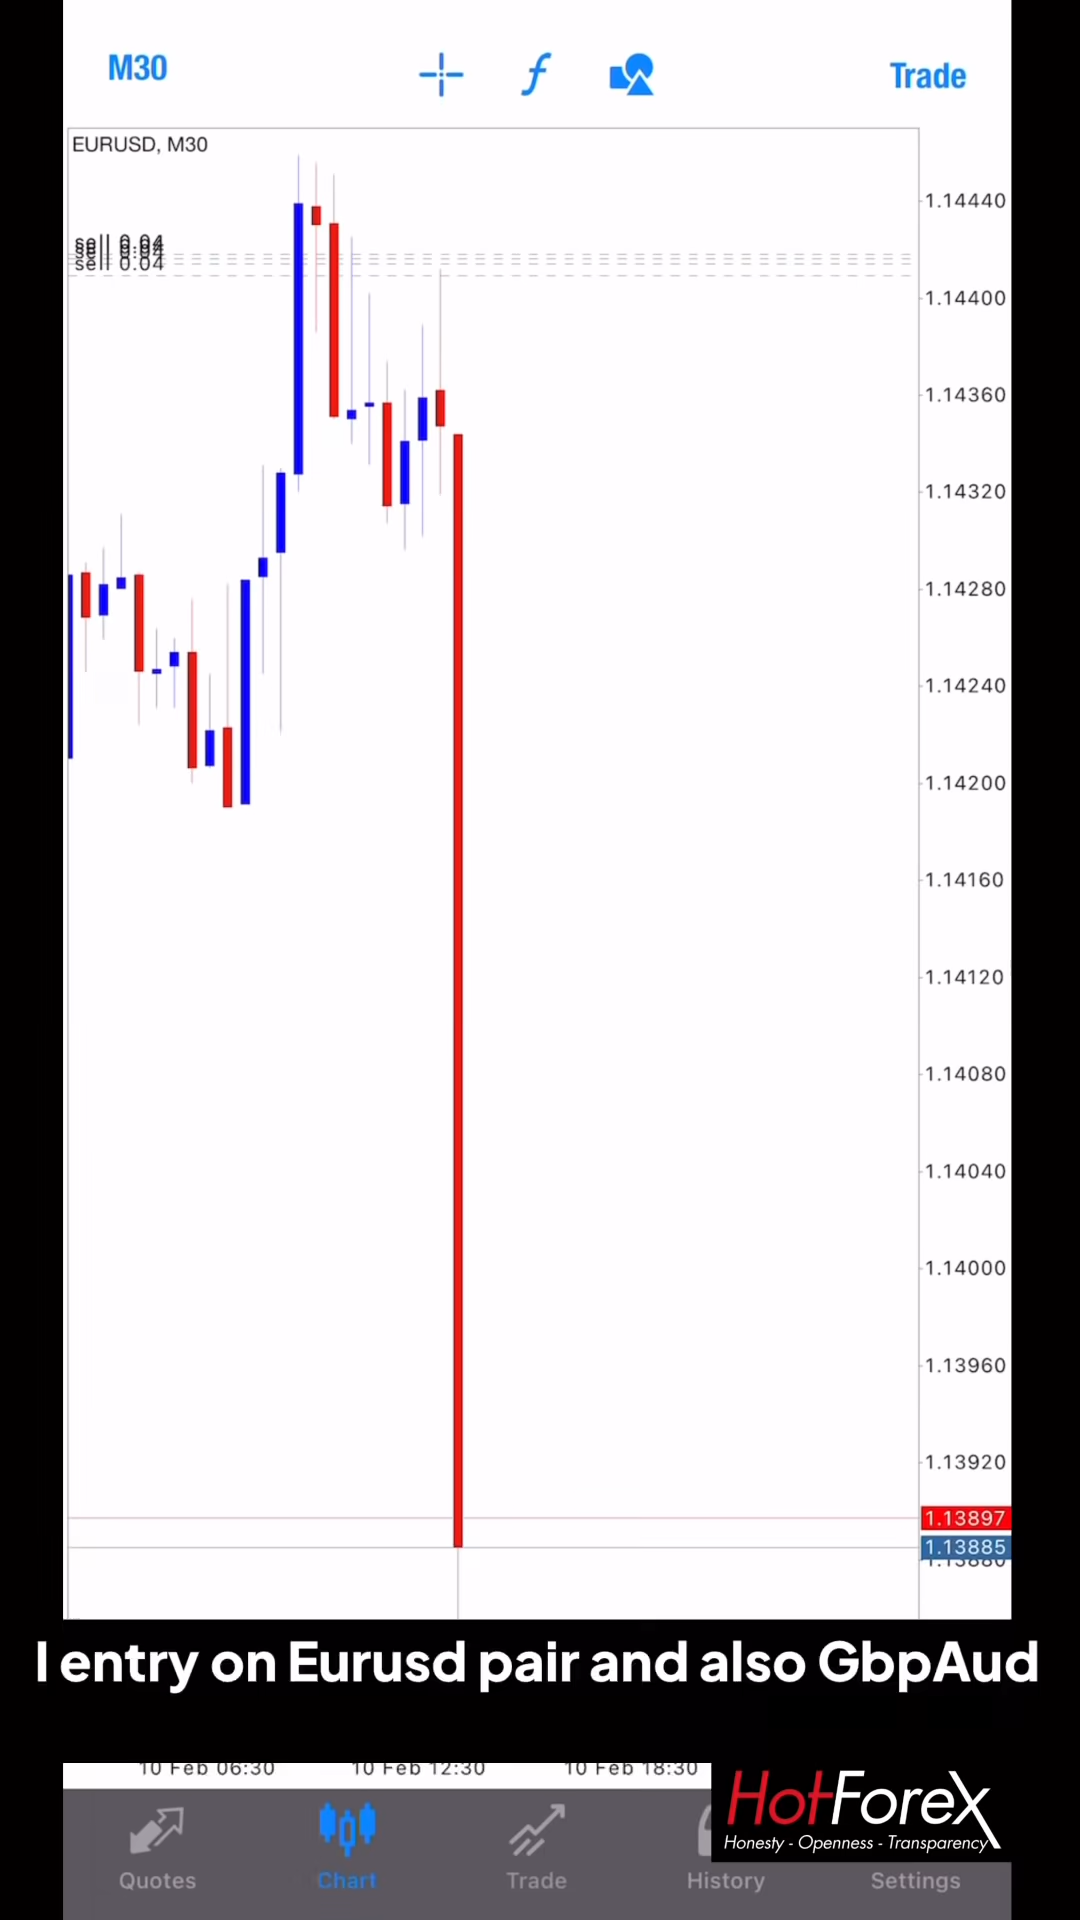 M30
Trade
EURUSD, M30
1.14440
sell 0.04
sell 0.04
1.14400
1.14360
1.14320
1.14280
1.14240
1.14200
1.14160
1.14120
1.14080
1.14040
1.14000
1.13960
1.13920
1.13897
1.13885
1.13880
I entry on Eurusd pair and also GbpAud
10 Feb 06:30 10 Feb 12:30 10 Feb 18:30
HotForex
Honesty - Openness - Transparency
Quotes Chart Trade History Settings